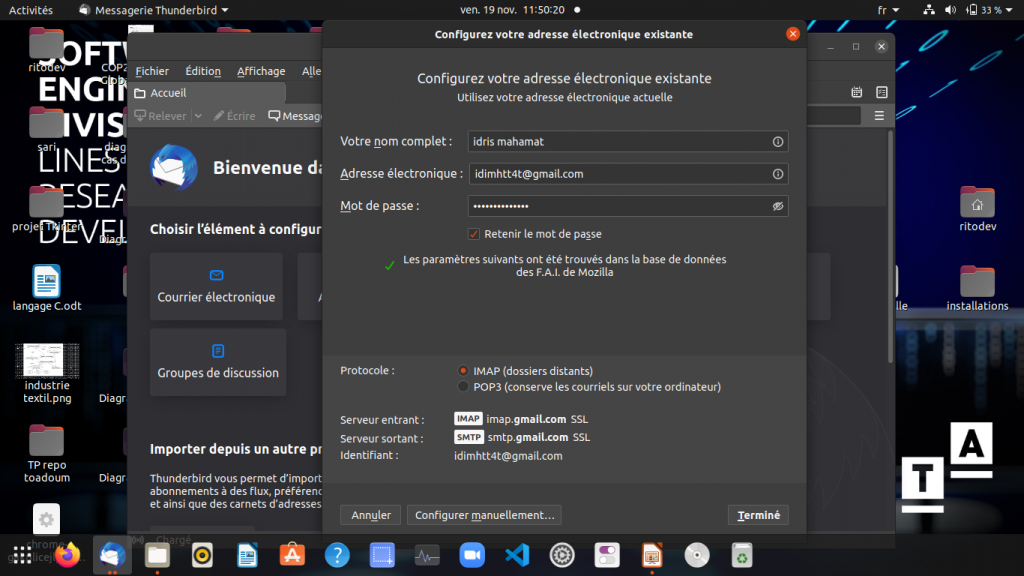 Activités
Messagerie Thunderbird
ven. 19 nov. 11:50:20
fr
33 %
Configurez votre adresse électronique existante
SOFTW
ENGIN
IVIS
LINES
DESEA
DEVEL
ritodev
sari
projet Tkinter
langage C.odt
industrie
textil.png
TP repo
toadoum
chrome-
COP2
Globa
diag
cas d
Diagra
Diagr
Diagr
Fichier
Édition
Affichage
Alle
Accueil
Relever
Écrire
Messag
Bienvenue da
Choisir l’élément à configur
Courrier électronique
A
Groupes de discussion
Importer depuis un autre pr
Thunderbird vous permet d’import
abonnements à des flux, préférenc
et ainsi que des carnets d’adresses
Chargé
Configurez votre adresse électronique existante
Utilisez votre adresse électronique actuelle
Votre nom complet :
idris mahamat
Adresse électronique :
idimhtt4t@gmail.com
Mot de passe :
Retenir le mot de passe
Les paramètres suivants ont été trouvés dans la base de données
des F.A.I. de Mozilla
Protocole :
IMAP (dossiers distants)
POP3 (conserve les courriels sur votre ordinateur)
Serveur entrant :
IMAP imap.gmail.com SSL
Serveur sortant :
SMTP smtp.gmail.com SSL
Identifiant :
idimhtt4t@gmail.com
Annuler
Configurer manuellement…
Terminé
ritodev
lle
installations
A
T